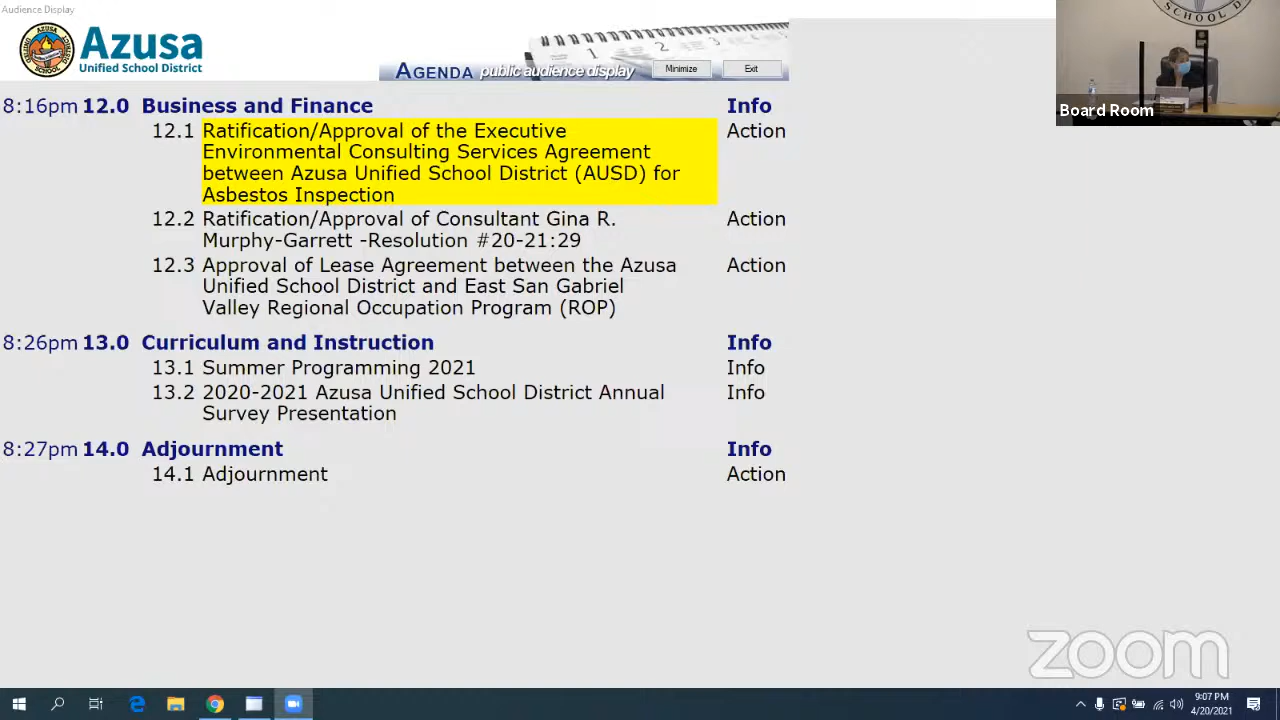 Audience Display
Azusa
Unified School District
AGENDA public audience display
Minimize
Exit
SCHOOL D
Board Room
8:16pm 12.0 Business and Finance Info
12.1 Ratification/Approval of the Executive Action
Environmental Consulting Services Agreement
between Azusa Unified School District (AUSD) for
Asbestos Inspection
12.2 Ratification/Approval of Consultant Gina R. Action
Murphy-Garrett -Resolution #20-21:29
12.3 Approval of Lease Agreement between the Azusa Action
Unified School District and East San Gabriel
Valley Regional Occupation Program (ROP)
8:26pm 13.0 Curriculum and Instruction Info
13.1 Summer Programming 2021 Info
13.2 2020-2021 Azusa Unified School District Annual Info
Survey Presentation
8:27pm 14.0 Adjournment Info
14.1 Adjournment Action
zoom
9:07 PM
4/20/2021